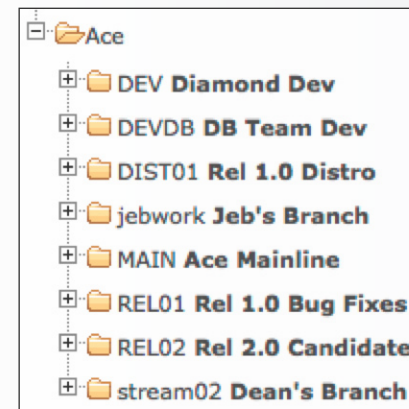 Ace
DEV Diamond Dev
DEVDB DB Team Dev
DIST01 Rel 1.0 Distro
jebwork Jeb's Branch
MAIN Ace Mainline
REL01 Rel 1.0 Bug Fixes
REL02 Rel 2.0 Candidate
stream02 Dean's Branch